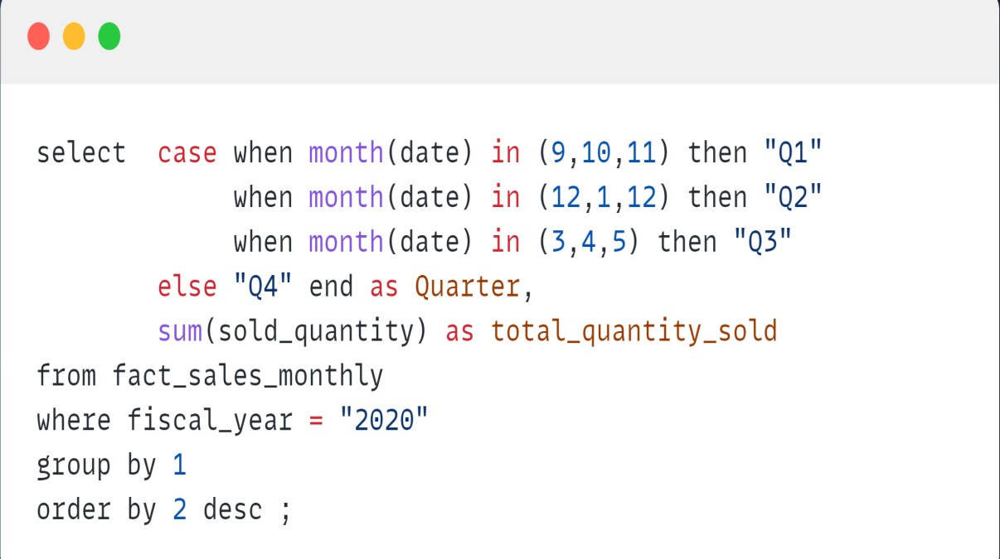 select  case when month(date) in (9,10,11) then "Q1"
             when month(date) in (12,1,12) then "Q2"
             when month(date) in (3,4,5) then "Q3"
        else "Q4" end as Quarter,
        sum(sold_quantity) as total_quantity_sold
from fact_sales_monthly
where fiscal_year = "2020"
group by 1
order by 2 desc ;